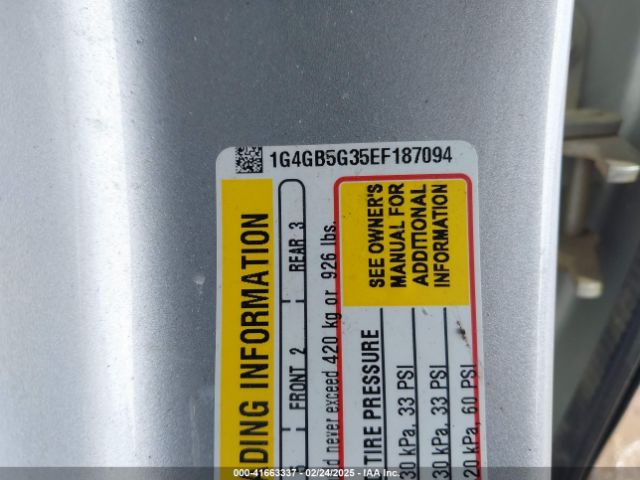 1G4GB5G35EF187094
DING INFORMATION
FRONT 2 REAR 3
d never exceed 420 kg or 926 lbs.
TIRE PRESSURE
SEE OWNER'S
MANUAL FOR
ADDITIONAL
INFORMATION
30 kPa, 33 PSI
30 kPa, 33 PSI
20 kPa, 60 PSI
00-41663337 - 02/24/2025 - IAA Inc.